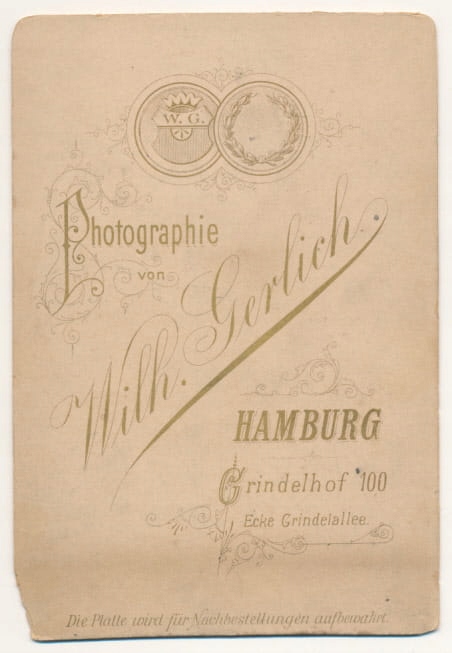 W. G.
Photographie
von
Wilh. Gerlich.
HAMBURG
Grindelhof 100
Ecke Grindelallee.
Die Platte wird für Nachbestellungen aufbewahrt.